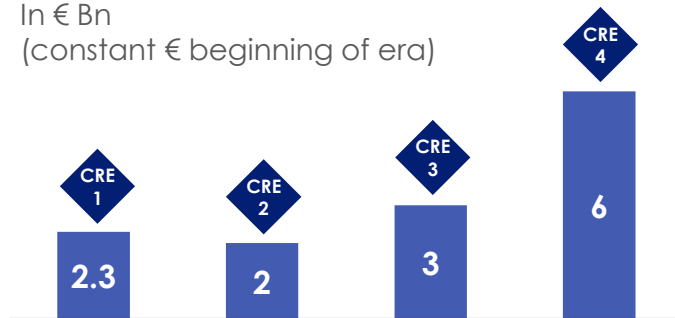 In € Bn
(constant € beginning of era)
CRE
1
2.3
CRE
2
2
CRE
3
3
CRE
4
6